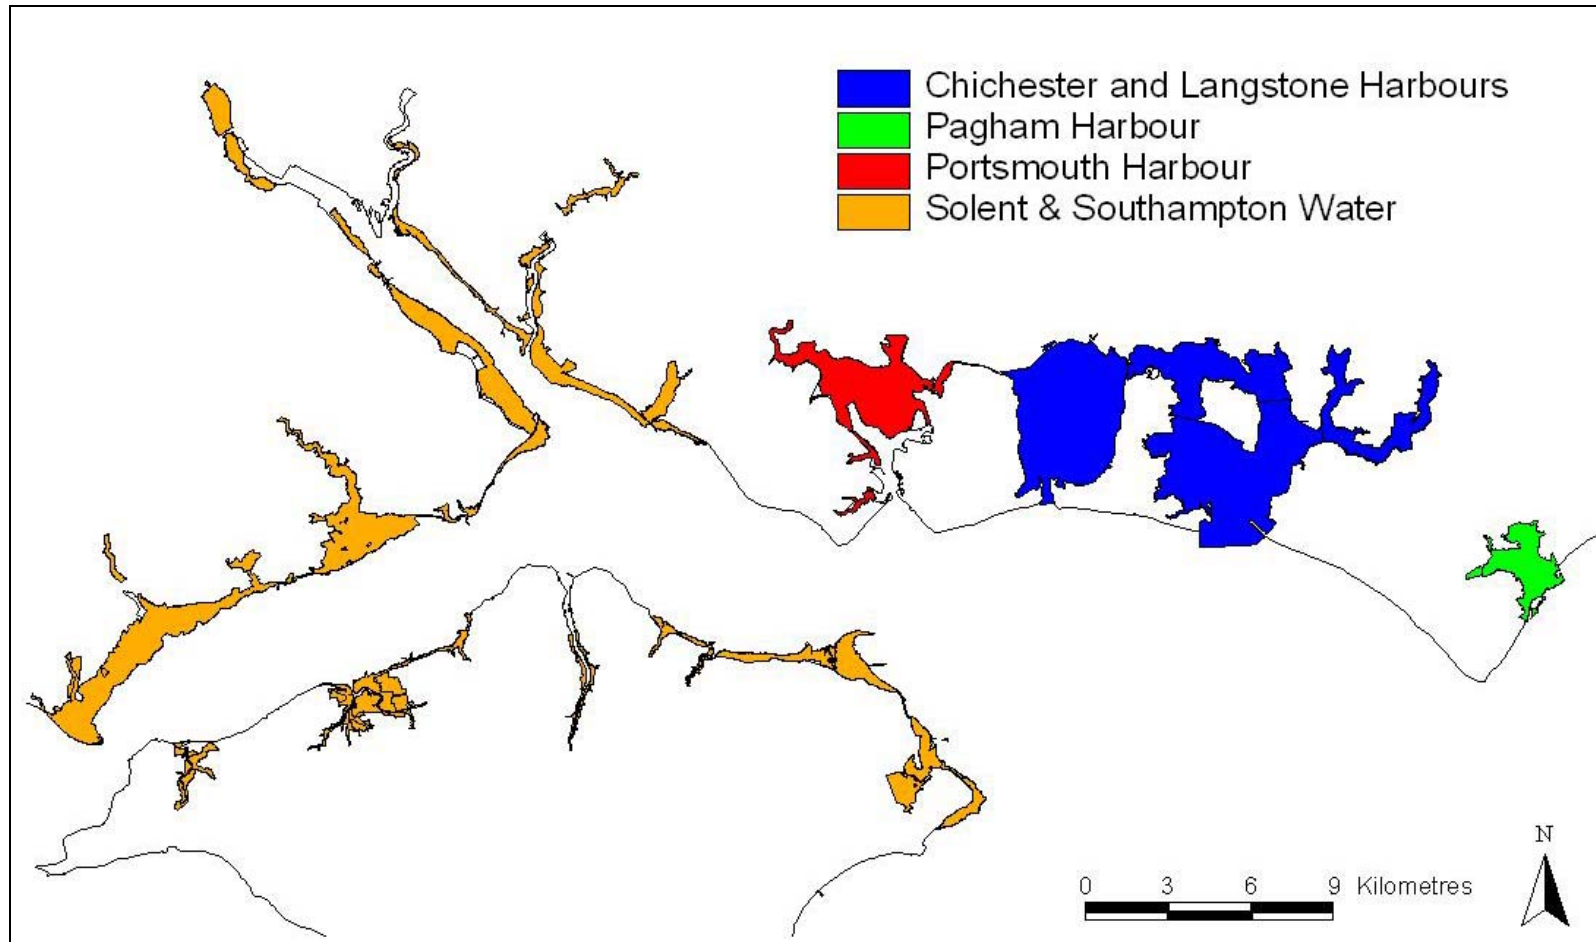 Chichester and Langstone Harbours
Pagham Harbour
Portsmouth Harbour
Solent & Southampton Water
N
0 3 6 9 Kilometres